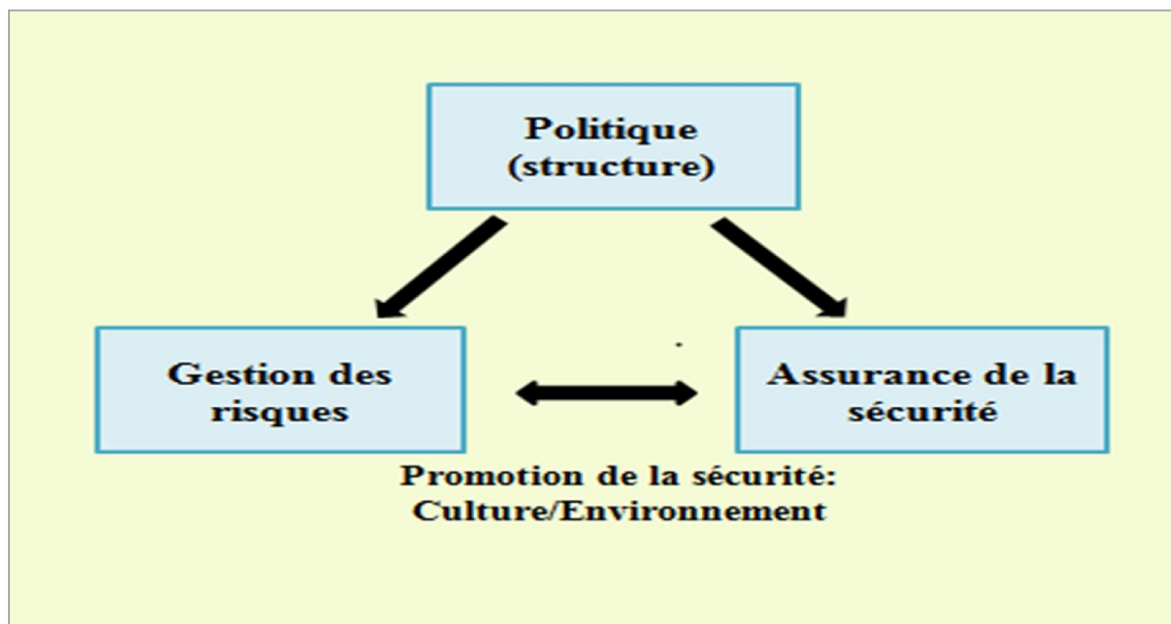 Politique
(structure)
Gestion des
risques
Assurance de la
sécurité
Promotion de la sécurité:
Culture/Environnement